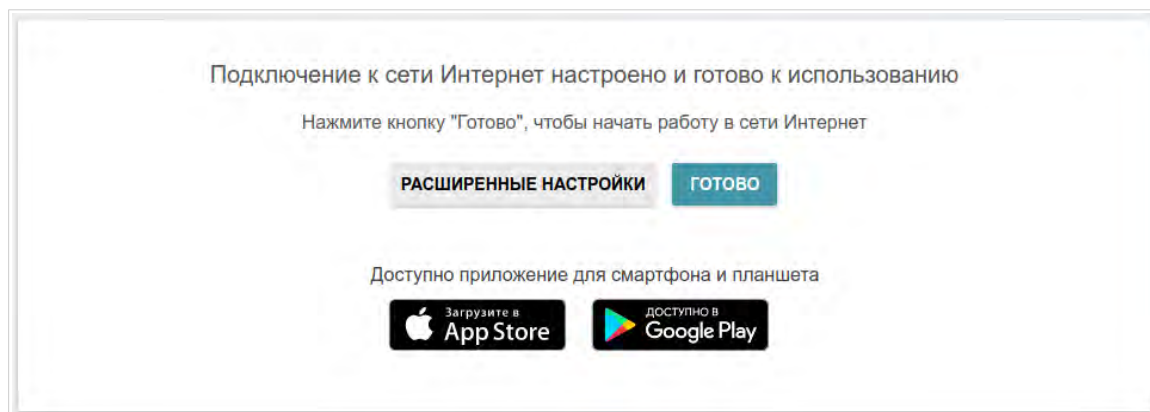 Подключение к сети Интернет настроено и готово к использованию
Нажмите кнопку "Готово", чтобы начать работу в сети Интернет
РАСШИРЕННЫЕ НАСТРОЙКИ
ГОТОВО
Доступно приложение для смартфона и планшета
Загрузите в
App Store
ДОСТУПНО В
Google Play